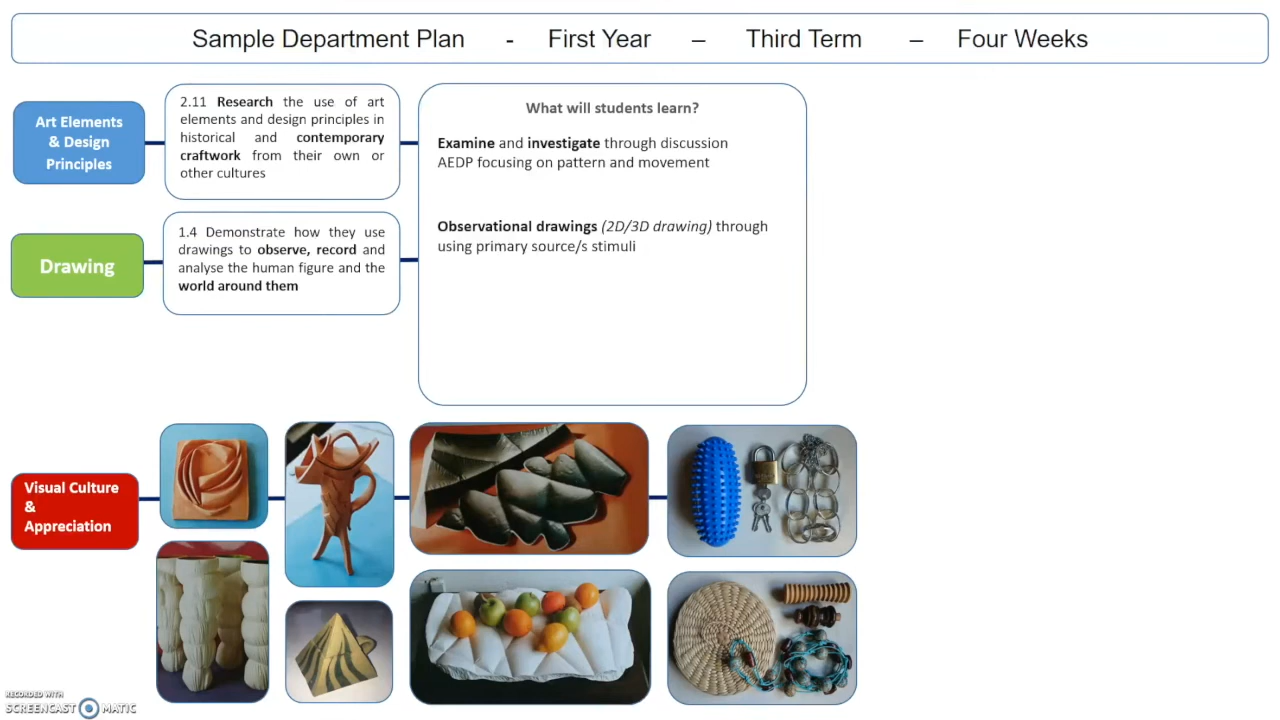 Sample Department Plan - First Year – Third Term – Four Weeks
Art Elements
& Design
Principles
2.11 Research the use of art
elements and design principles in
historical and contemporary
craftwork from their own or
other cultures
What will students learn?
Examine and investigate through discussion
AEDP focusing on pattern and movement
Drawing
1.4 Demonstrate how they use
drawings to observe, record and
analyse the human figure and the
world around them
Observational drawings (2D/3D drawing) through
using primary source/s stimuli
Visual Culture
&
Appreciation
RECORDED WITH
SCREENCAST MATIC